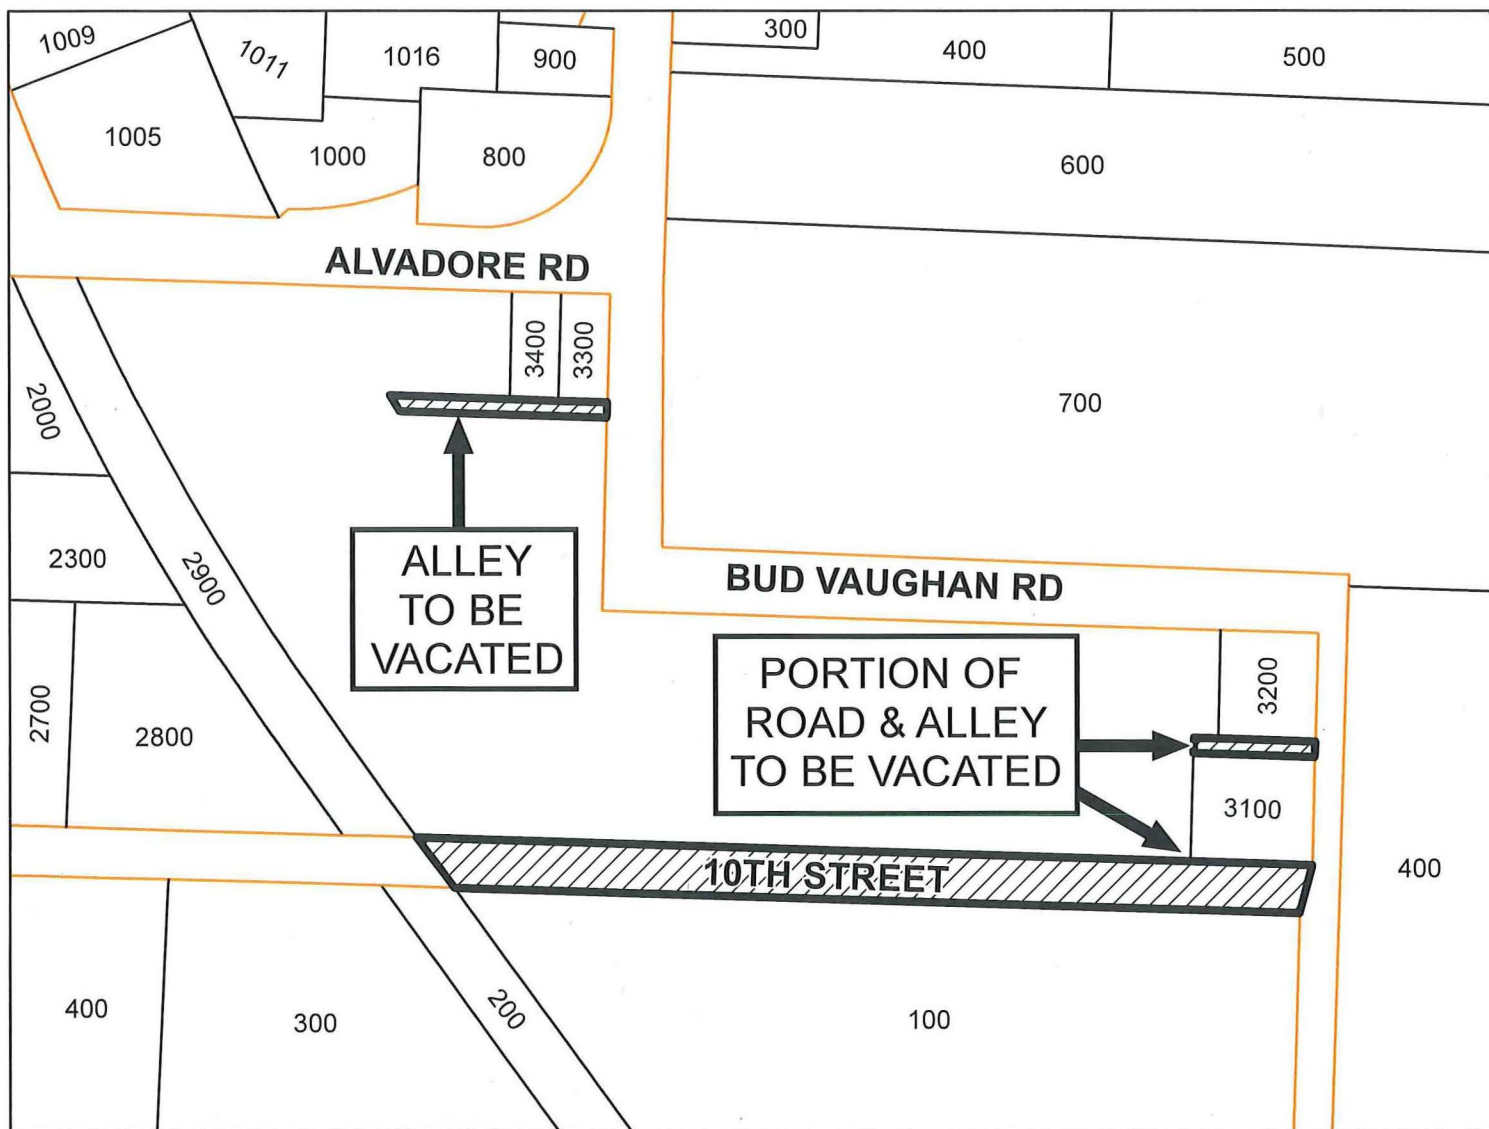 1009
1011
1016
900
300
400
500
1005
1000
800
600
ALVADORE RD
3400
3300
2000
700
ALLEY
TO BE
VACATED
2300
2900
BUD VAUGHAN RD
PORTION OF
ROAD & ALLEY
TO BE VACATED
3200
2700
2800
3100
10TH STREET
400
400
300
200
100